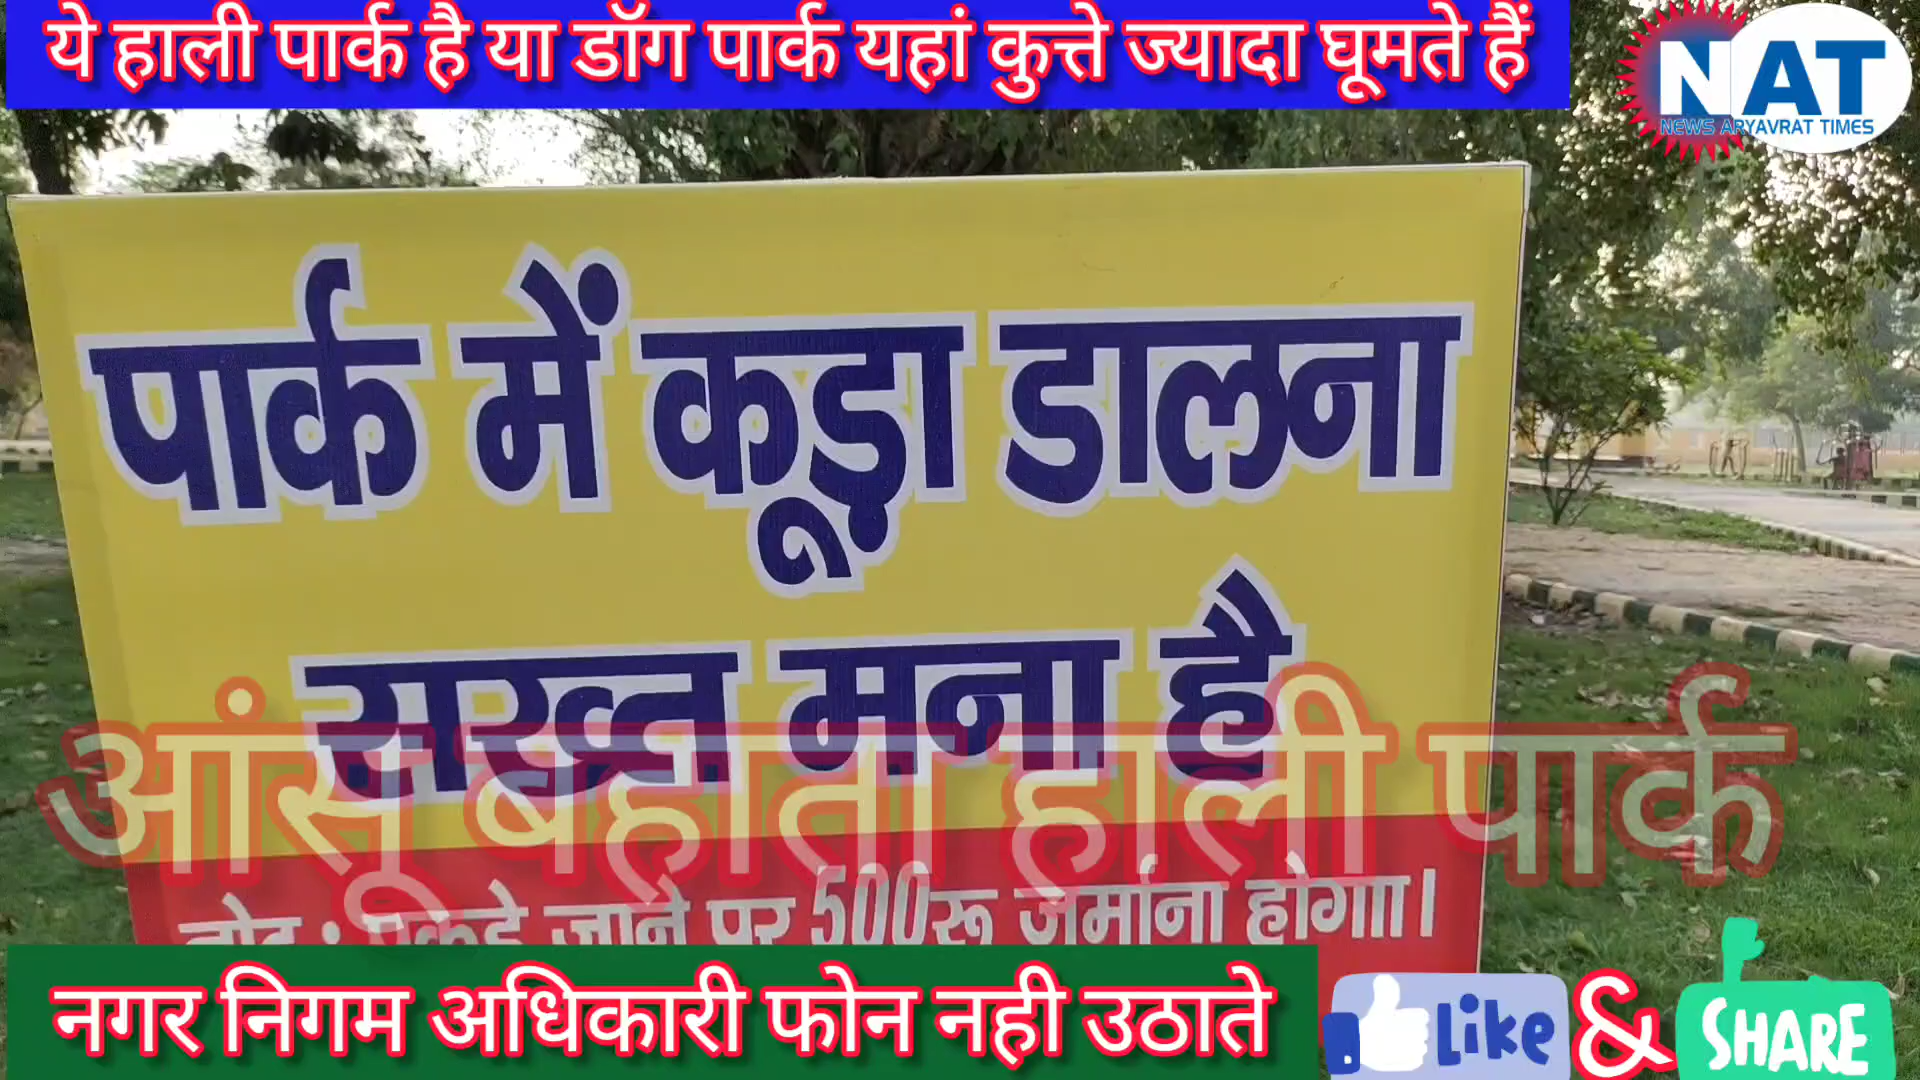 ये हाली पार्क है या डॉग पार्क यहां कुत्ते ज्यादा घूमते हैं
NAT
NEWS ARYAVRAT TIMES
पार्क में कूड़ा डालना
सख्त मना है
आंसू बहाता हाली पार्क
नोट : पकड़े जाने पर 500रू जुर्माना होगाा।
नगर निगम अधिकारी फोन नही उठाते
Like & SHARE